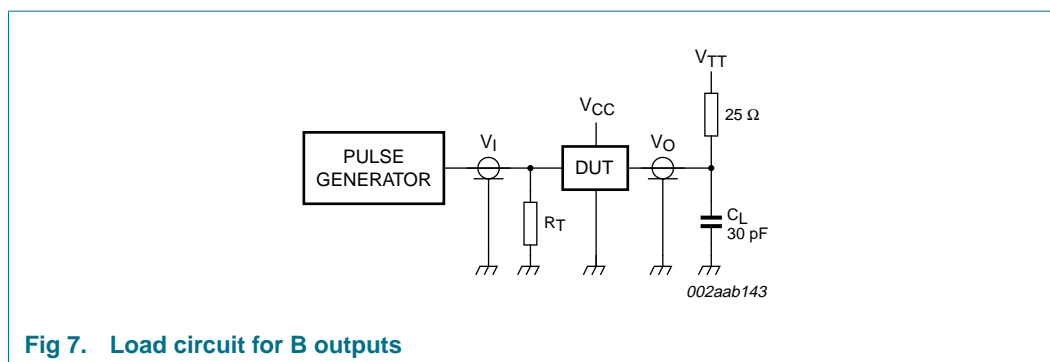 V_TT
25 Ω
V_CC
V_I
V_O
PULSE
GENERATOR
DUT
R_T
C_L
30 pF
002aab143
Fig 7. Load circuit for B outputs